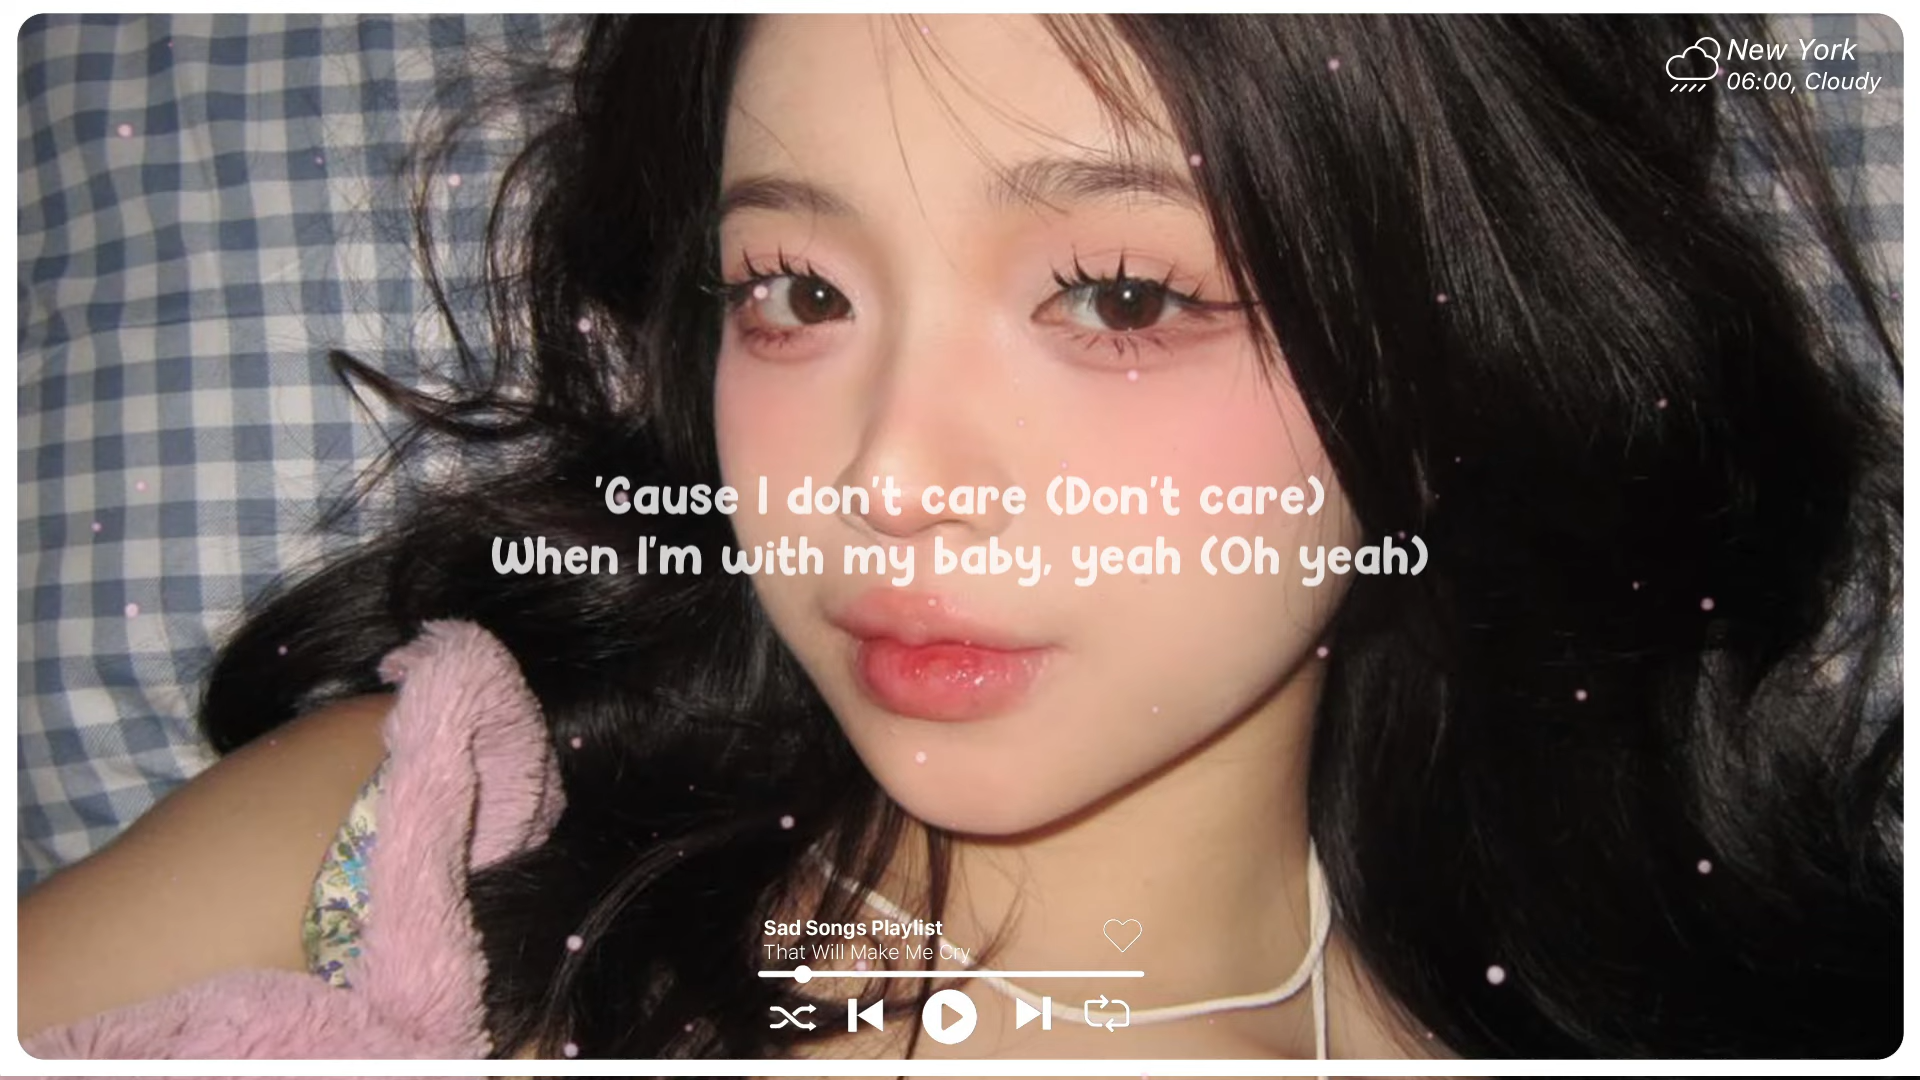 New York
06:00, Cloudy
'Cause I don't care (Don't care)
When I'm with my baby, yeah (Oh yeah)
Sad Songs Playlist
That Will Make Me Cry